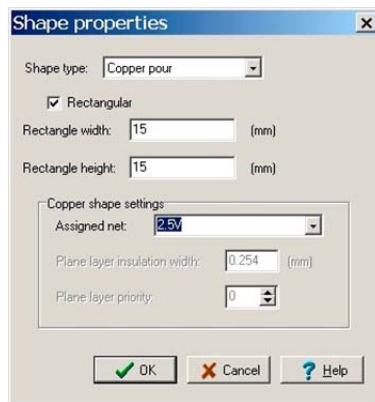 Shape properties
Shape type: Copper pour
Rectangular
Rectangle width: 15 (mm)
Rectangle height: 15 (mm)
Copper shape settings
Assigned net: 2.5V
Plane layer insulation width: 0.254 (mm)
Plane layer priority: 0
OK Cancel ? Help